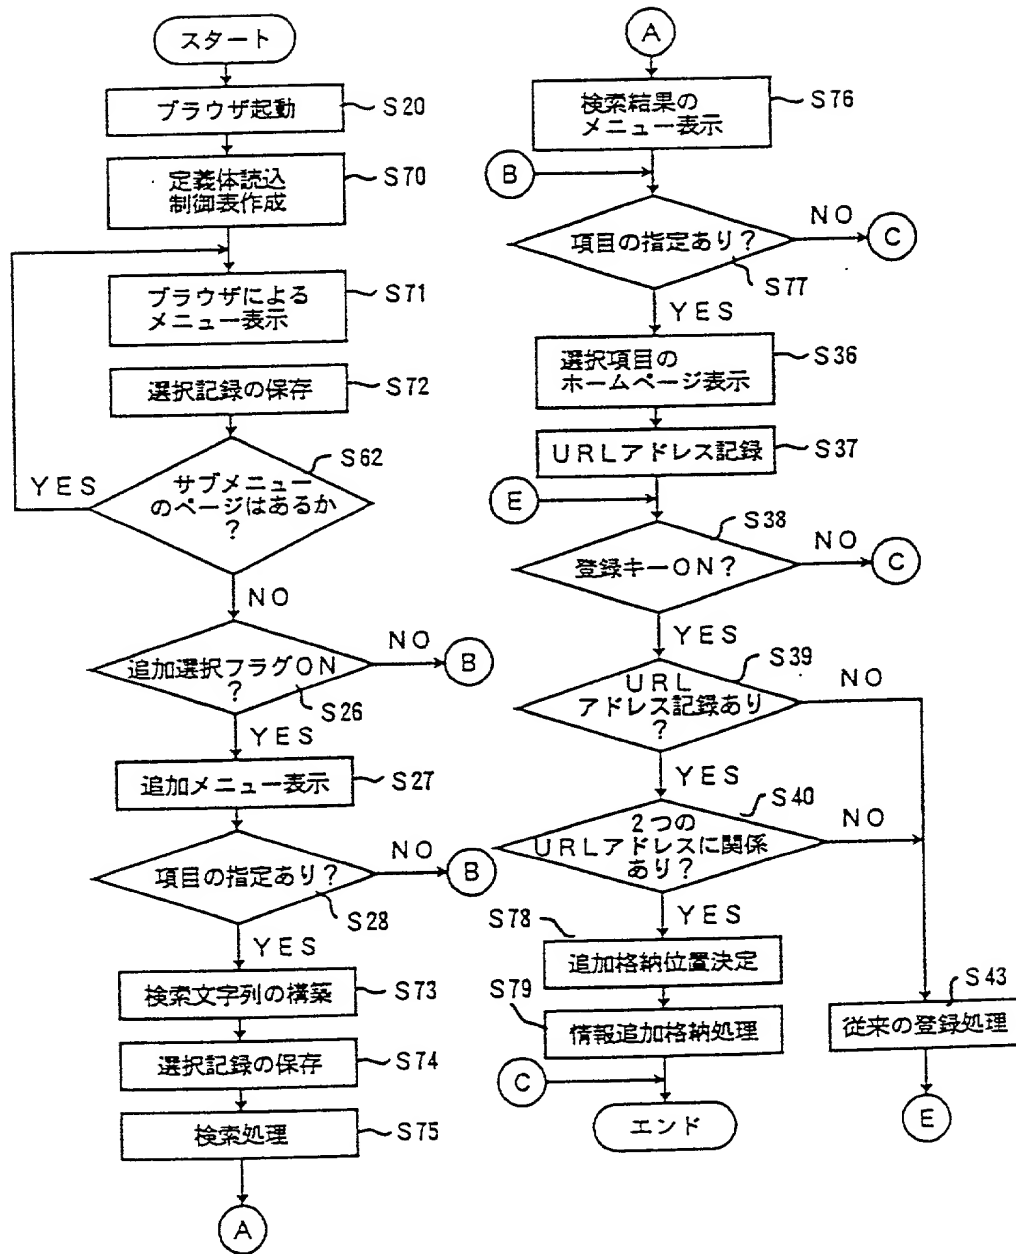 スタート
ブラウザ起動
S20
定義体読込
制御表作成
S70
ブラウザによる
メニュー表示
S71
選択記録の保存
S72
S62
YES
サブメニュー
のページはあるか
?
NO
追加選択フラグON
?
NO
B
S26
YES
追加メニュー表示
S27
項目の指定あり?
NO
B
S28
YES
検索文字列の構築
S73
選択記録の保存
S74
検索処理
S75
A
A
検索結果の
メニュー表示
S76
B
項目の指定あり?
NO
C
S77
YES
選択項目の
ホームページ表示
S36
URLアドレス記録
S37
E
S38
登録キーON?
NO
C
YES
S39
URL
アドレス記録あり
?
NO
YES
S40
2つの
URLアドレスに関係
あり?
NO
YES
S78
追加格納位置決定
S79
情報追加格納処理
S43
従来の登録処理
C
エンド
E